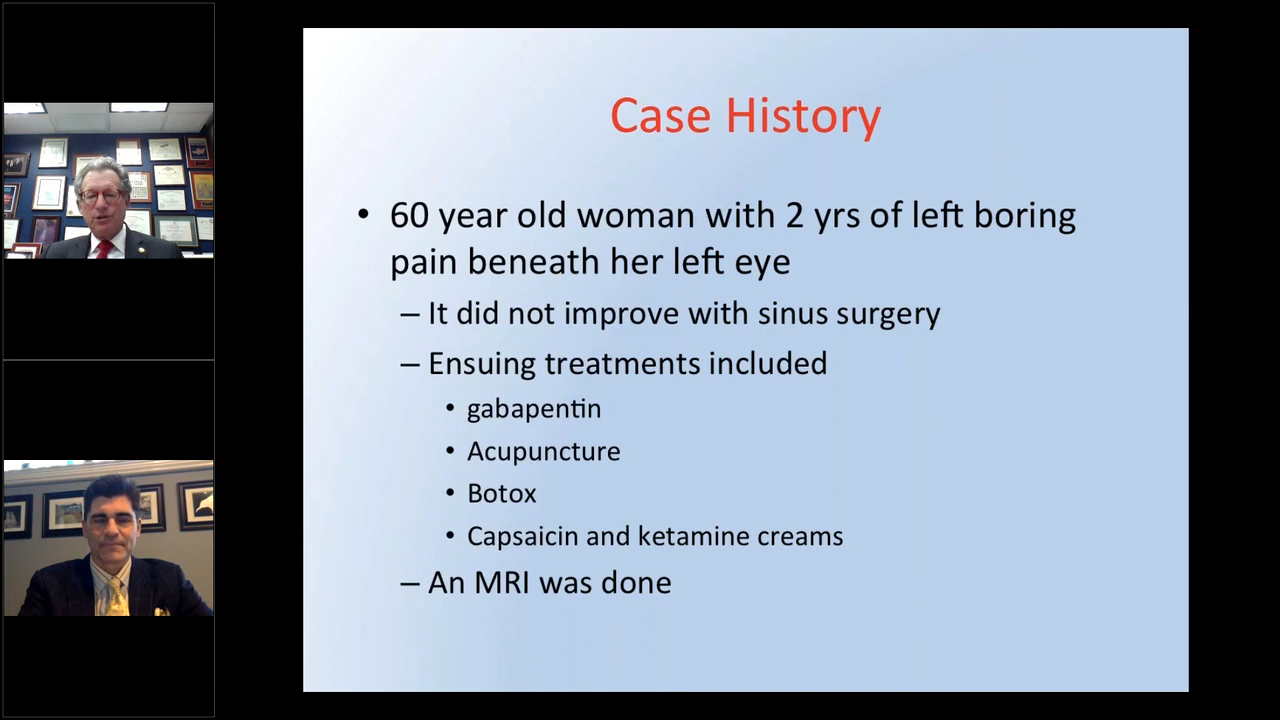 Case History
• 60 year old woman with 2 yrs of left boring
pain beneath her left eye
– It did not improve with sinus surgery
– Ensuing treatments included
• gabapentin
• Acupuncture
• Botox
• Capsaicin and ketamine creams
– An MRI was done